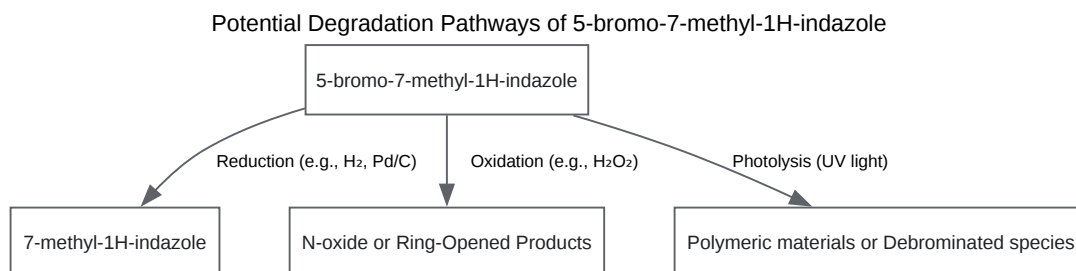 Potential Degradation Pathways of 5-bromo-7-methyl-1H-indazole
5-bromo-7-methyl-1H-indazole
Reduction (e.g., H₂, Pd/C)
Oxidation (e.g., H₂O₂)
Photolysis (UV light)
7-methyl-1H-indazole
N-oxide or Ring-Opened Products
Polymeric materials or Debrominated species